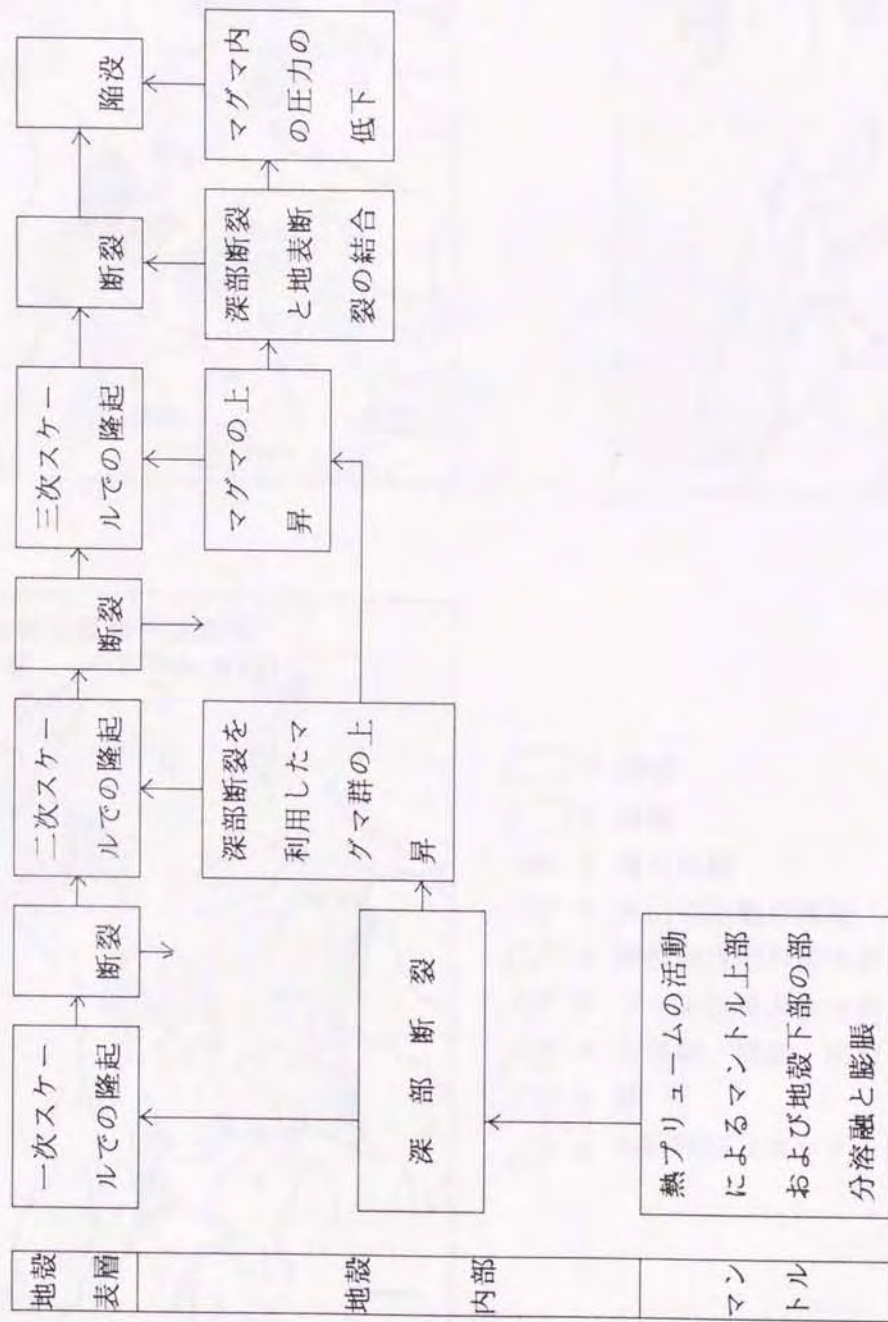 地殻
表層
一次スケー
ルでの隆起
断裂
二次スケー
ルでの隆起
断裂
三次スケー
ルでの隆起
断裂
陥没
地殻
内部
深部断裂
深部断裂を
利用したマ
グマ群の上
昇
マグマの上
昇
深部断裂
と地表断
裂の結合
マグマ内
の圧力の
低下
マン
トル
熱プリュームの活動
によるマントル上部
および地殻下部の部
分溶融と膨脹